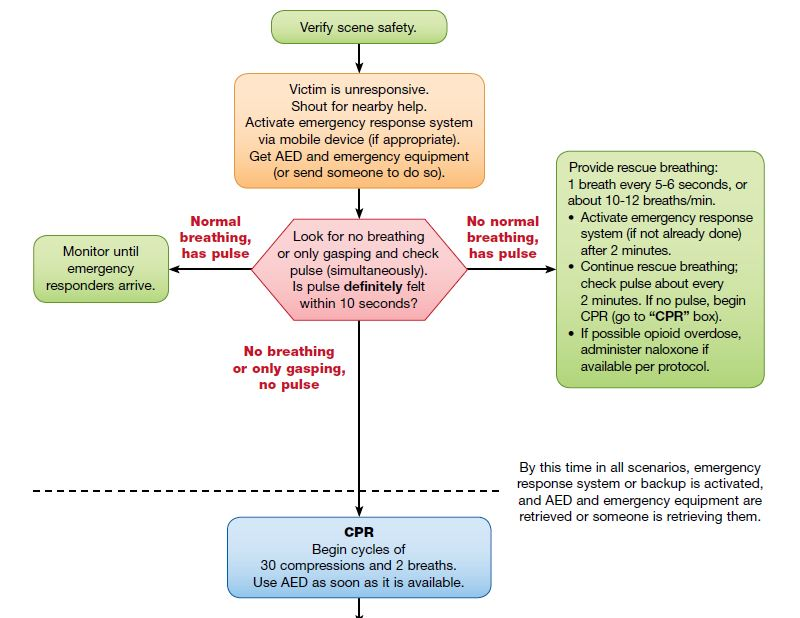 Verify scene safety.
Victim is unresponsive.
Shout for nearby help.
Activate emergency response system
via mobile device (if appropriate).
Get AED and emergency equipment
(or send someone to do so).
Normal
breathing,
has pulse
Monitor until
emergency
responders arrive.
Look for no breathing
or only gasping and check
pulse (simultaneously).
Is pulse definitely felt
within 10 seconds?
No normal
breathing,
has pulse
Provide rescue breathing:
1 breath every 5-6 seconds, or
about 10-12 breaths/min.
• Activate emergency response
system (if not already done)
after 2 minutes.
• Continue rescue breathing;
check pulse about every
2 minutes. If no pulse, begin
CPR (go to “CPR” box).
• If possible opioid overdose,
administer naloxone if
available per protocol.
No breathing
or only gasping,
no pulse
By this time in all scenarios, emergency
response system or backup is activated,
and AED and emergency equipment are
retrieved or someone is retrieving them.
CPR
Begin cycles of
30 compressions and 2 breaths.
Use AED as soon as it is available.